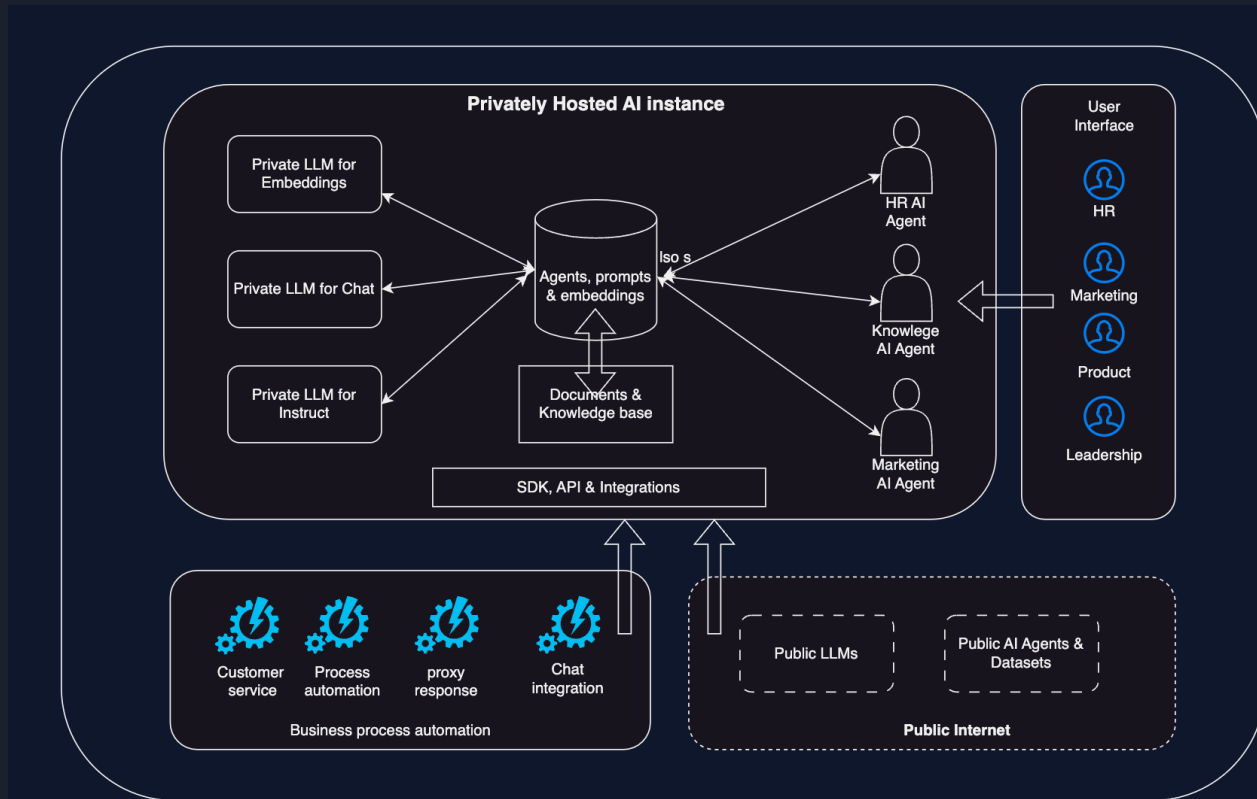 Privately Hosted AI instance
Private LLM for
Embeddings
Private LLM for Chat
Private LLM for
Instruct
Agents, prompts
& embeddings
Iso s
Documents &
Knowledge base
SDK, API & Integrations
HR AI
Agent
Knowlege
AI Agent
Marketing
AI Agent
User
Interface
HR
Marketing
Product
Leadership
Customer
service
Process
automation
proxy
response
Chat
integration
Business process automation
Public LLMs
Public AI Agents &
Datasets
Public Internet